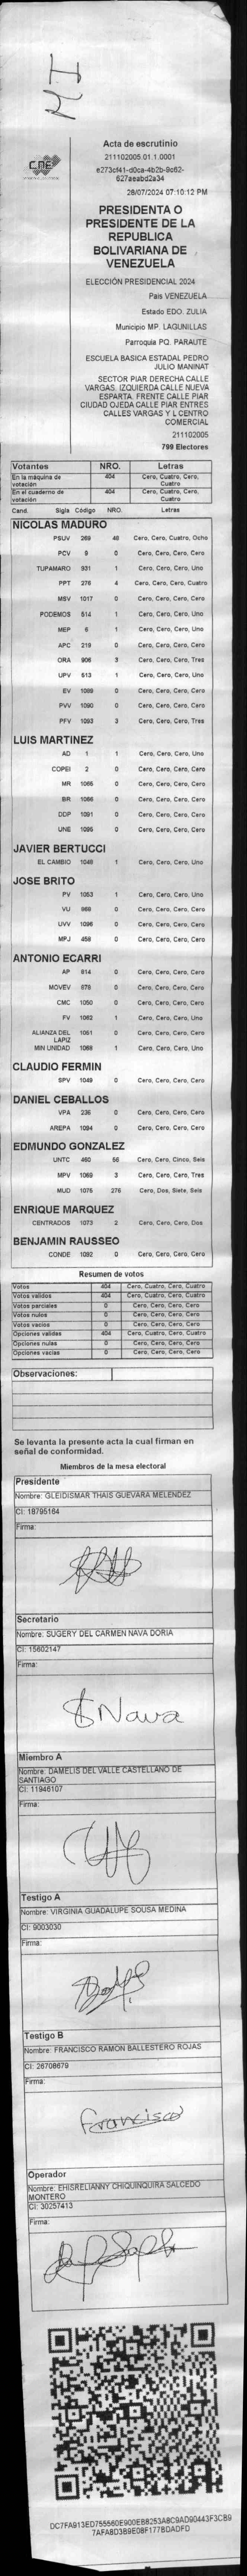 MI
CNE
Acta de escrutinio
211102005.01.1.0001
e273cf41-d0ca-4b2b-9c62-
627aeabd2a34
28/07/2024 07:10:12 PM
PRESIDENTA O
PRESIDENTE DE LA
REPUBLICA
BOLIVARIANA DE
VENEZUELA
ELECCIÓN PRESIDENCIAL 2024
Pais VENEZUELA
Estado EDO. ZULIA
Municipio MP. LAGUNILLAS
Parroquia PQ. PARAUTE
ESCUELA BASICA ESTADAL PEDRO
JULIO MANINAT
SECTOR PIAR DERECHA CALLE
VARGAS. IZQUIERDA CALLE NUEVA
ESPARTA. FRENTE CALLE PIAR
CIUDAD OJEDA CALLE PIAR ENTRES
CALLES VARGAS Y L CENTRO
COMERCIAL
211102005
799 Electores
Votantes NRO. Letras
En la máquina de votación 404 Cero, Cuatro, Cero, Cuatro
En el cuaderno de votación 404 Cero, Cuatro, Cero, Cuatro
Cand. Sigla Código NRO. Letras
NICOLAS MADURO
PSUV 269 48 Cero, Cero, Cuatro, Ocho
PCV 9 0 Cero, Cero, Cero, Cero
TUPAMARO 931 1 Cero, Cero, Cero, Uno
PPT 276 4 Cero, Cero, Cero, Cuatro
MSV 1017 0 Cero, Cero, Cero, Cero
PODEMOS 514 1 Cero, Cero, Cero, Uno
MEP 6 1 Cero, Cero, Cero, Uno
APC 219 0 Cero, Cero, Cero, Cero
ORA 906 3 Cero, Cero, Cero, Tres
UPV 513 1 Cero, Cero, Cero, Uno
EV 1089 0 Cero, Cero, Cero, Cero
PVV 1090 0 Cero, Cero, Cero, Cero
PFV 1093 3 Cero, Cero, Cero, Tres
LUIS MARTINEZ
AD 1 1 Cero, Cero, Cero, Uno
COPEI 2 0 Cero, Cero, Cero, Cero
MR 1065 0 Cero, Cero, Cero, Cero
BR 1066 0 Cero, Cero, Cero, Cero
DDP 1091 0 Cero, Cero, Cero, Cero
UNE 1095 0 Cero, Cero, Cero, Cero
JAVIER BERTUCCI
EL CAMBIO 1048 1 Cero, Cero, Cero, Uno
JOSE BRITO
PV 1053 1 Cero, Cero, Cero, Uno
VU 969 0 Cero, Cero, Cero, Cero
UVV 1096 0 Cero, Cero, Cero, Cero
MPJ 458 0 Cero, Cero, Cero, Cero
ANTONIO ECARRI
AP 814 0 Cero, Cero, Cero, Cero
MOVEV 878 0 Cero, Cero, Cero, Cero
CMC 1050 0 Cero, Cero, Cero, Cero
FV 1062 1 Cero, Cero, Cero, Uno
ALIANZA DEL LAPIZ 1051 0 Cero, Cero, Cero, Cero
MIN UNIDAD 1068 1 Cero, Cero, Cero, Uno
CLAUDIO FERMIN
SPV 1049 0 Cero, Cero, Cero, Cero
DANIEL CEBALLOS
VPA 236 0 Cero, Cero, Cero, Cero
AREPA 1094 0 Cero, Cero, Cero, Cero
EDMUNDO GONZALEZ
UNTC 460 56 Cero, Cero, Cinco, Seis
MPV 1069 3 Cero, Cero, Cero, Tres
MUD 1075 276 Cero, Dos, Siete, Seis
ENRIQUE MARQUEZ
CENTRADOS 1073 2 Cero, Cero, Cero, Dos
BENJAMIN RAUSSEO
CONDE 1092 0 Cero, Cero, Cero, Cero
Resumen de votos
Votos 404 Cero, Cuatro, Cero, Cuatro
Votos validos 404 Cero, Cuatro, Cero, Cuatro
Votos parciales 0 Cero, Cero, Cero, Cero
Votos nulos 0 Cero, Cero, Cero, Cero
Votos vacios 0 Cero, Cero, Cero, Cero
Opciones validas 404 Cero, Cuatro, Cero, Cuatro
Opciones nulas 0 Cero, Cero, Cero, Cero
Opciones vacias 0 Cero, Cero, Cero, Cero
Observaciones:
Se levanta la presente acta la cual firman en
señal de conformidad.
Miembros de la mesa electoral
Presidente
Nombre: GLEIDISMAR THAIS GUEVARA MELENDEZ
CI: 18795164
Firma:
Secretario
Nombre: SUGERY DEL CARMEN NAVA DORIA
CI: 15602147
Firma:
SNava
Miembro A
Nombre: DAMELIS DEL VALLE CASTELLANO DE
SANTIAGO
CI: 11946107
Firma:
Testigo A
Nombre: VIRGINIA GUADALUPE SOUSA MEDINA
CI: 9003030
Firma:
Testigo B
Nombre: FRANCISCO RAMON BALLESTERO ROJAS
CI: 26708679
Firma:
Francisco
Operador
Nombre: EHISRELIANNY CHIQUINQUIRA SALCEDO
MONTERO
CI: 30257413
Firma:
DC7FA913ED755560E900EB8253A8C9AD90443F3CB9
7AFA8D3B9E08F177BDADFD